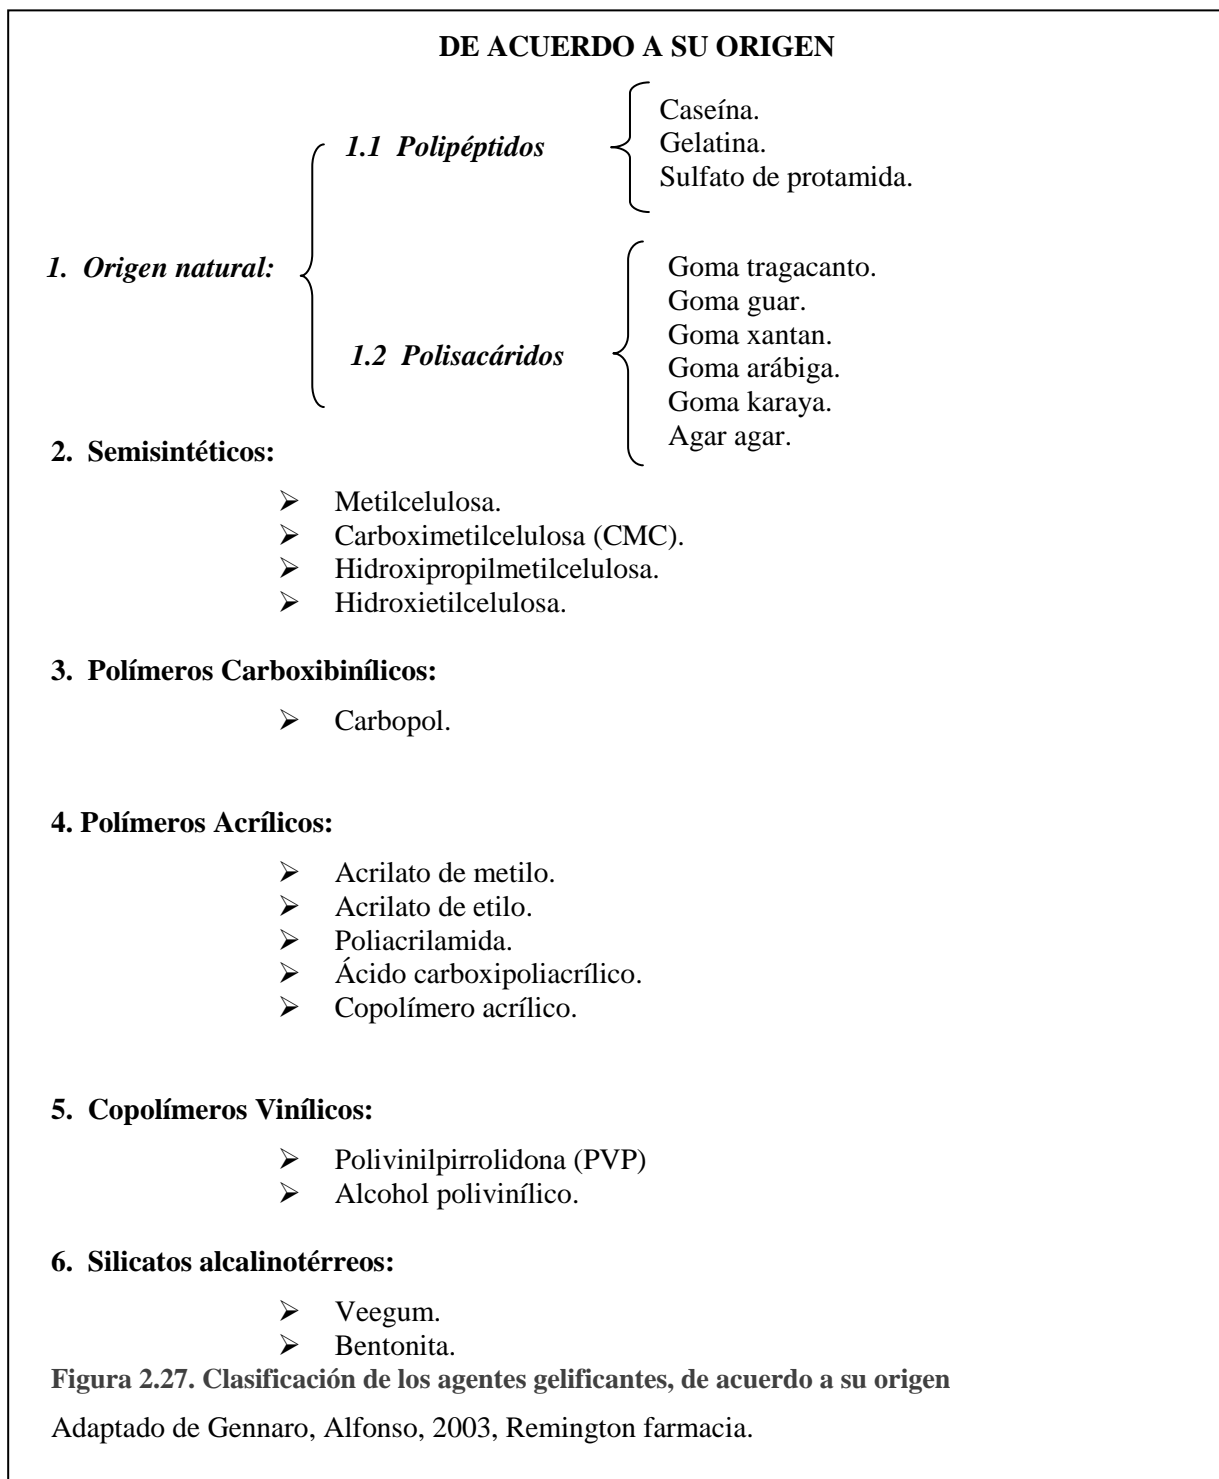 DE ACUERDO A SU ORIGEN
1. Origen natural:
1.1 Polipéptidos
Caseína.
Gelatina.
Sulfato de protamida.
1.2 Polisacáridos
Goma tragacanto.
Goma guar.
Goma xantan.
Goma arábiga.
Goma karaya.
Agar agar.
2. Semisintéticos:
➢ Metilcelulosa.
➢ Carboximetilcelulosa (CMC).
➢ Hidroxipropilmetilcelulosa.
➢ Hidroxietilcelulosa.
3. Polímeros Carboxibinílicos:
➢ Carbopol.
4. Polímeros Acrílicos:
➢ Acrilato de metilo.
➢ Acrilato de etilo.
➢ Poliacrilamida.
➢ Ácido carboxipoliacrílico.
➢ Copolímero acrílico.
5. Copolímeros Vinílicos:
➢ Polivinilpirrolidona (PVP)
➢ Alcohol polivinílico.
6. Silicatos alcalinotérreos:
➢ Veegum.
➢ Bentonita.
Figura 2.27. Clasificación de los agentes gelificantes, de acuerdo a su origen
Adaptado de Gennaro, Alfonso, 2003, Remington farmacia.